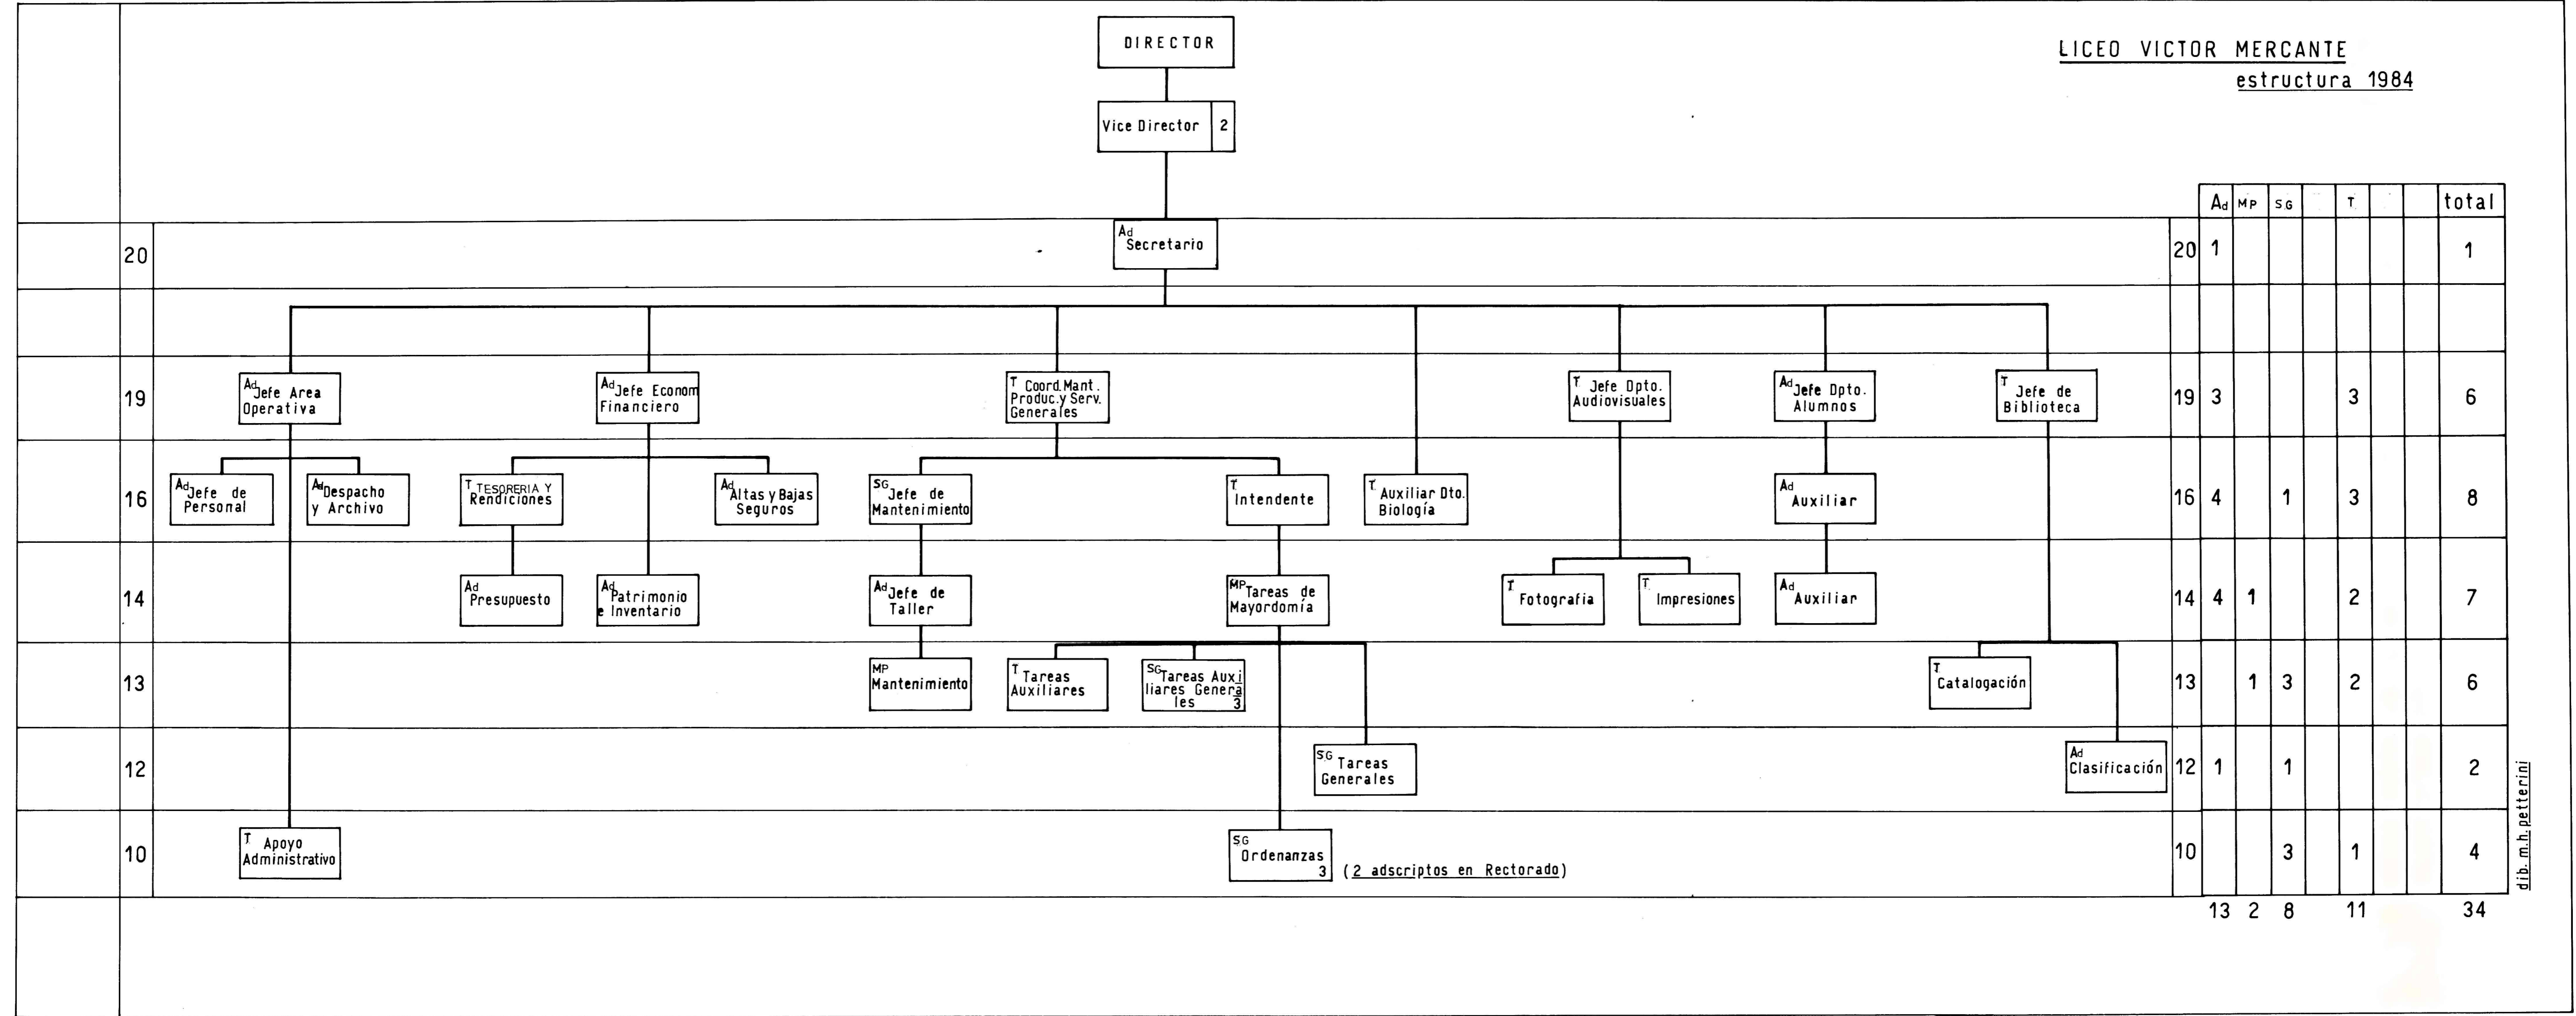 DIRECTOR
LICEO VICTOR MERCANTE
estructura 1984
Vice Director 2
Ad MP SG T total
20
Ad
Secretario
20 1 1
19
Ad Jefe Area
Operativa
Ad Jefe Econom
Financiero
T Coord. Mant.
Produc. y Serv.
Generales
T Jefe Dpto.
Audiovisuales
Ad Jefe Dpto.
Alumnos
T Jefe de
Biblioteca
19 3 3 6
16
Ad Jefe de
Personal
Ad Despacho
y Archivo
T TESORERIA Y
Rendiciones
Ad Altas y Bajas
Seguros
SG Jefe de
Mantenimiento
T
Intendente
T Auxiliar Dto.
Biología
Ad
Auxiliar
16 4 1 3 8
14
Ad
Presupuesto
Ad Patrimonio
e Inventario
Ad Jefe de
Taller
MP Tareas de
Mayordomía
T
Fotografía
T
Impresiones
Ad
Auxiliar
14 4 1 2 7
13
MP
Mantenimiento
T Tareas
Auxiliares
SG Tareas Auxi
liares Genera
les 3
T
Catalogación
13 1 3 2 6
12
SG Tareas
Generales
Ad
Clasificación
12 1 1 2
10
T Apoyo
Administrativo
SG
Ordenanzas
3 (2 adscriptos en Rectorado)
10 3 1 4
13 2 8 11 34
dib. m.h. petterini